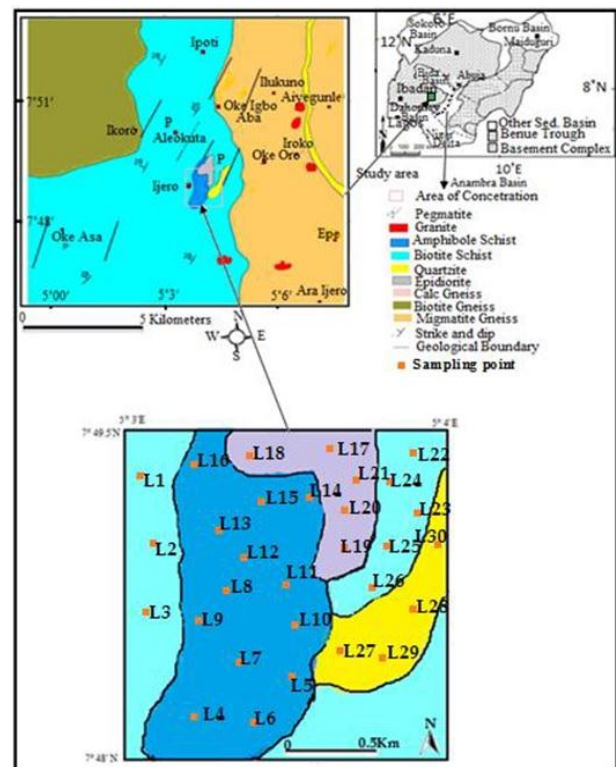 Ipoti
Ilukuno
Oke Igbo
Aiyegunle
Aba
7°51
Ikoro
P
Aleokuta
Iroko
Oke Oro
P
Ijero
7°48
Oke Asa
Epp
Ara Ijero
5°00'
5°3
5°6
0
5 Kilometers
N
W
E
S
6°E
Sokoto
Basin
Bornu Basin
12°N
Kaduna
Maiduguri
Basin
Abuja
Ibadan
8°N
Dahomey
Basin
Lagos
Niger
Delta
100
200
10°E
Other Sed. Basin
Benue Trough
Basement Complex
Study area
Anambra Basin
Area of Concetration
Pegmatite
Granite
Amphibole Schist
Biotite Schist
Quartzite
Epidiorite
Calc Gneiss
Biotite Gneiss
Migmatite Gneiss
Strike and dip
Geological Boundary
Sampling point
5°3'E
5°4'E
7°49.5'N
L16
L18
L17
L22
L1
L21
L24
L15
L14
L20
L23
L13
L2
L12
L19
L25
L30
L8
L11
L26
L3
L9
L10
L28
L7
L27
L29
L5
L4
L6
N
0
0.5Km
7°48'N